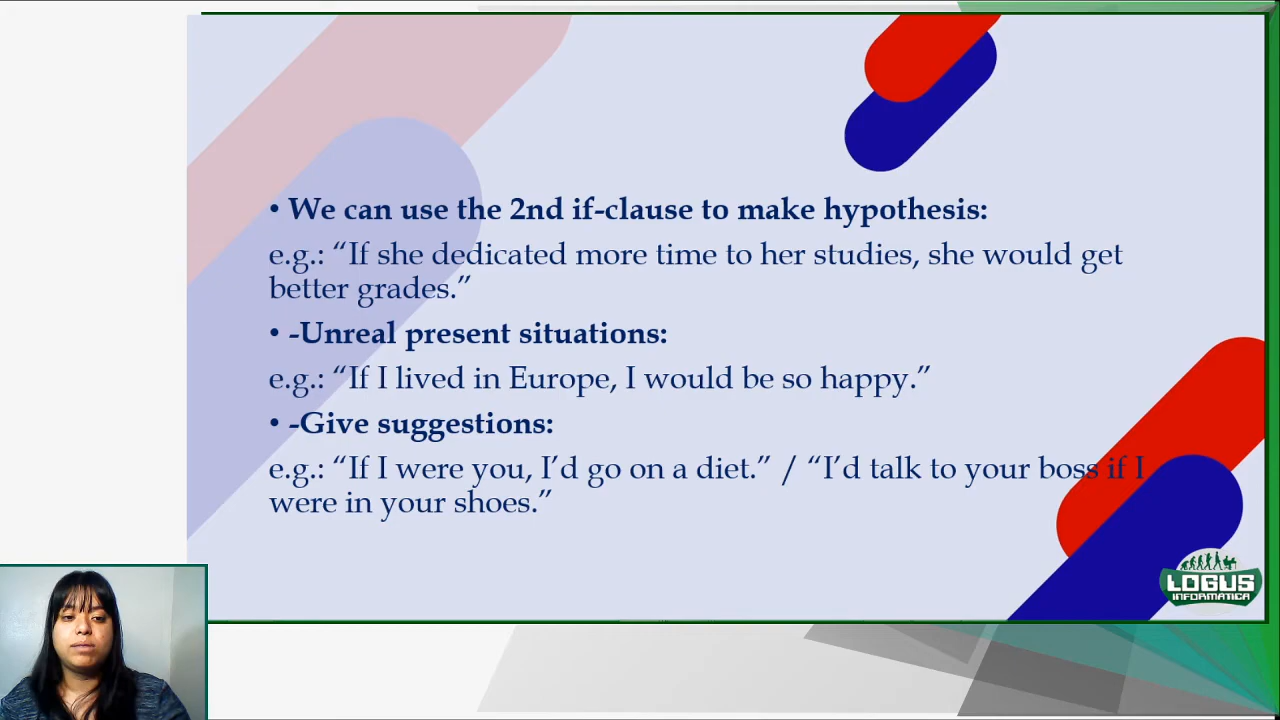 • We can use the 2nd if-clause to make hypothesis:
e.g.: “If she dedicated more time to her studies, she would get
better grades.”
• -Unreal present situations:
e.g.: “If I lived in Europe, I would be so happy.”
• -Give suggestions:
e.g.: “If I were you, I’d go on a diet.” / “I’d talk to your boss if I
were in your shoes.”
LOGUS
INFORMATICA